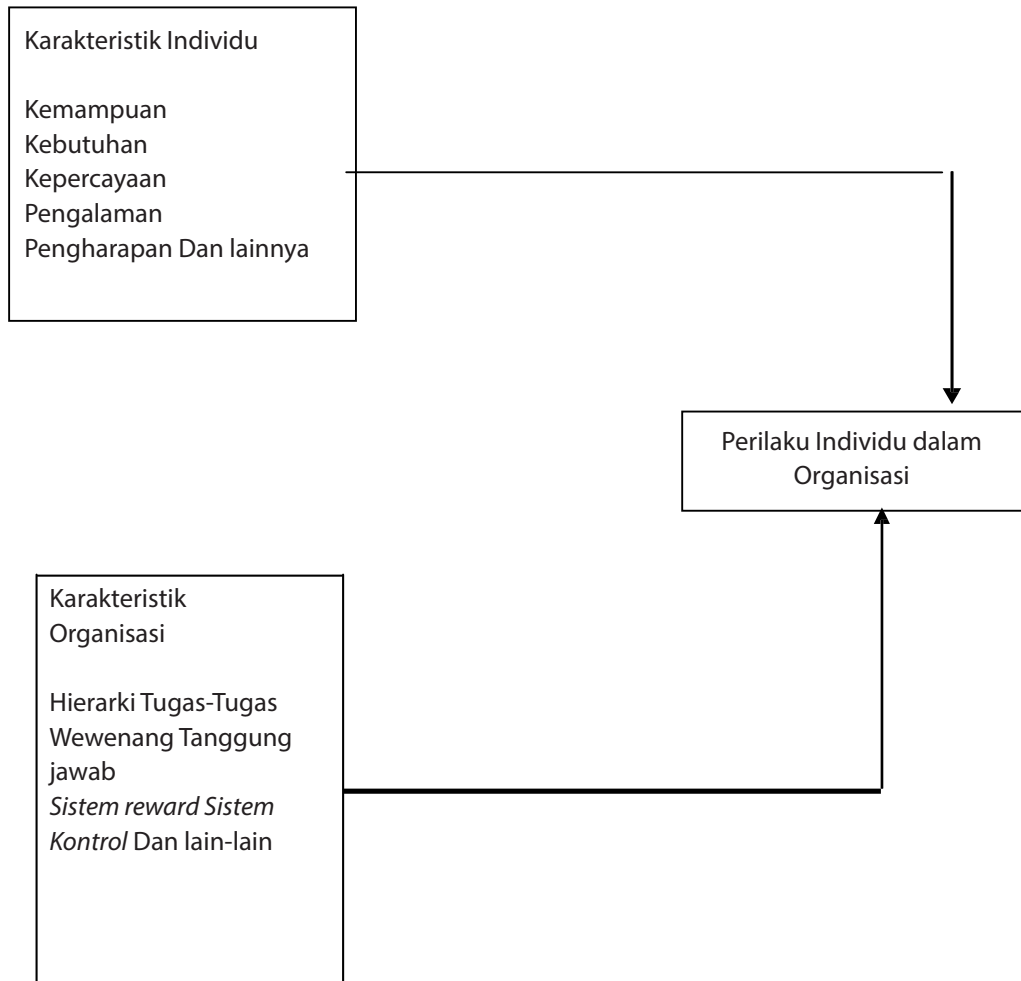 Karakteristik Individu
Kemampuan
Kebutuhan
Kepercayaan
Pengalaman
Pengharapan Dan lainnya
Perilaku Individu dalam
Organisasi
Karakteristik
Organisasi
Hierarki Tugas-Tugas
Wewenang Tanggung
jawab
Sistem reward Sistem
Kontrol Dan lain-lain